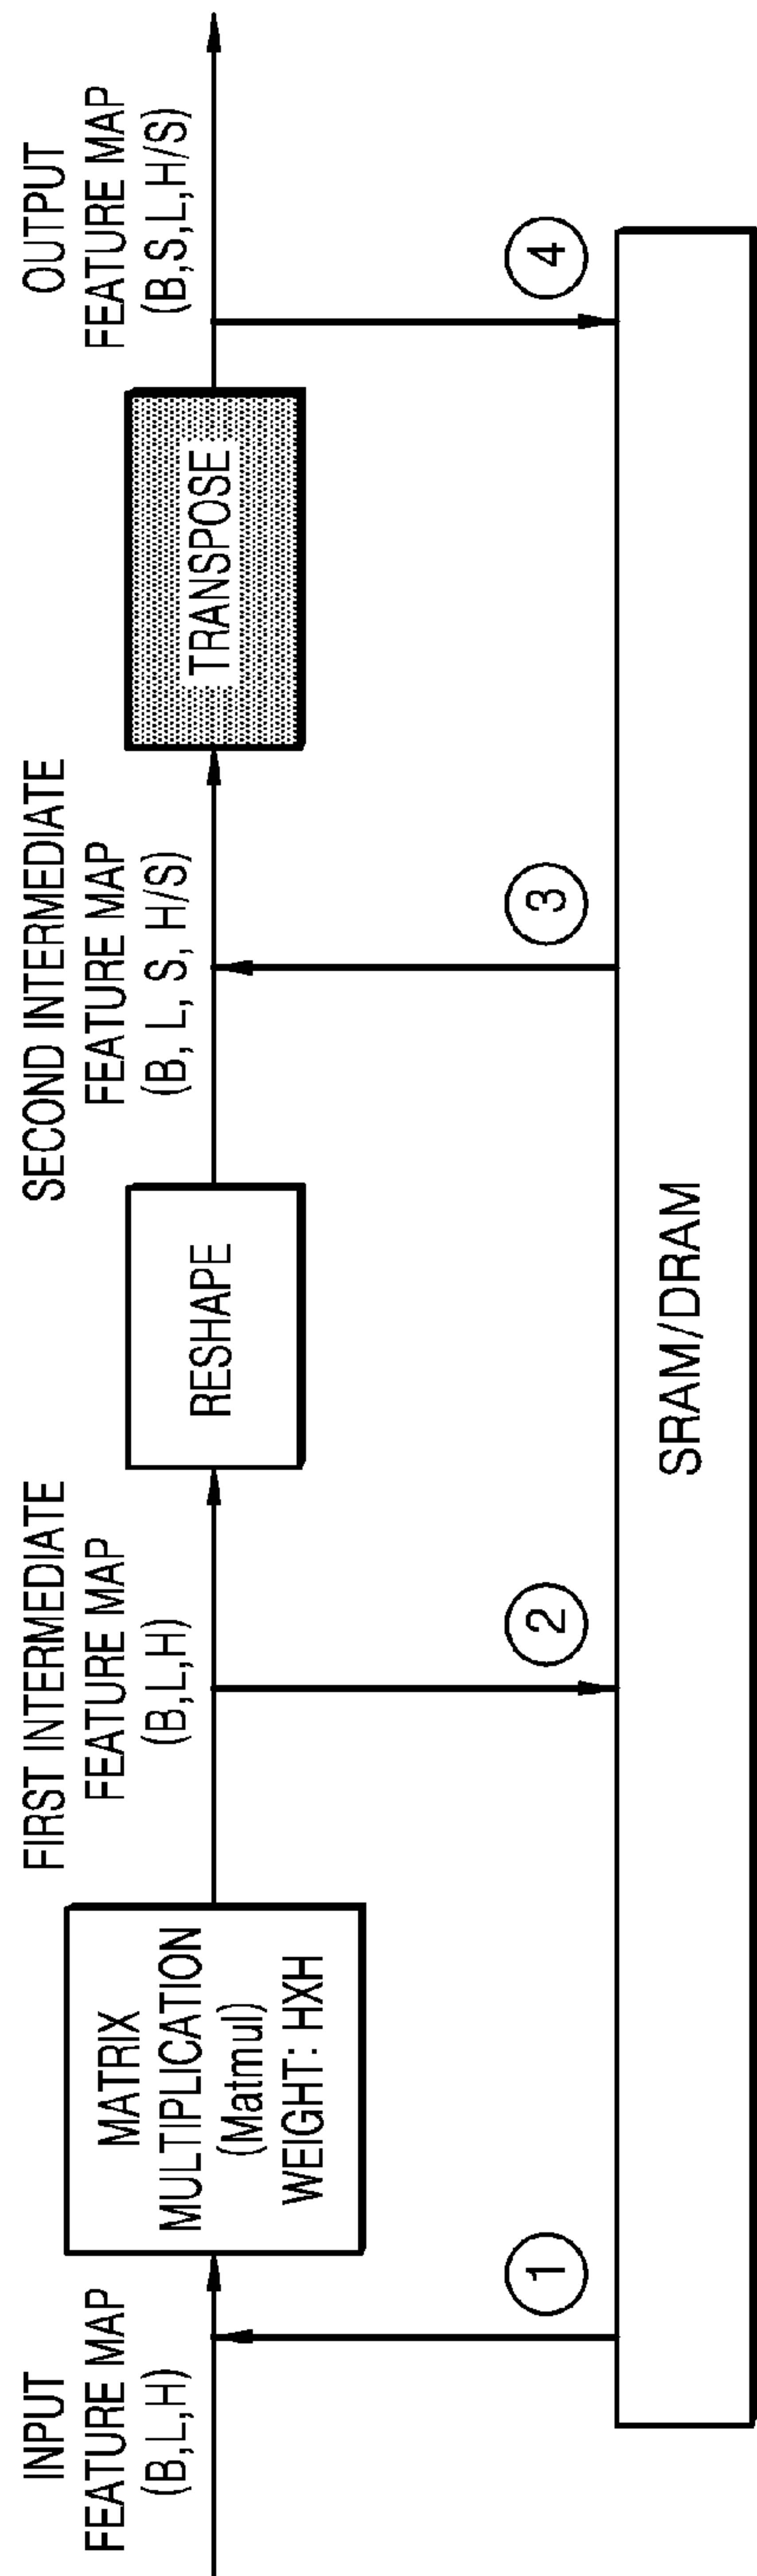 INPUT
FEATURE MAP
(B,L,H)
MATRIX
MULTIPLICATION
(Matmul)
WEIGHT: HXH
FIRST INTERMEDIATE
FEATURE MAP
(B,L,H)
RESHAPE
SECOND INTERMEDIATE
FEATURE MAP
(B, L, S, H/S)
TRANSPOSE
OUTPUT
FEATURE MAP
(B,S,L,H/S)
1
2
3
4
SRAM/DRAM